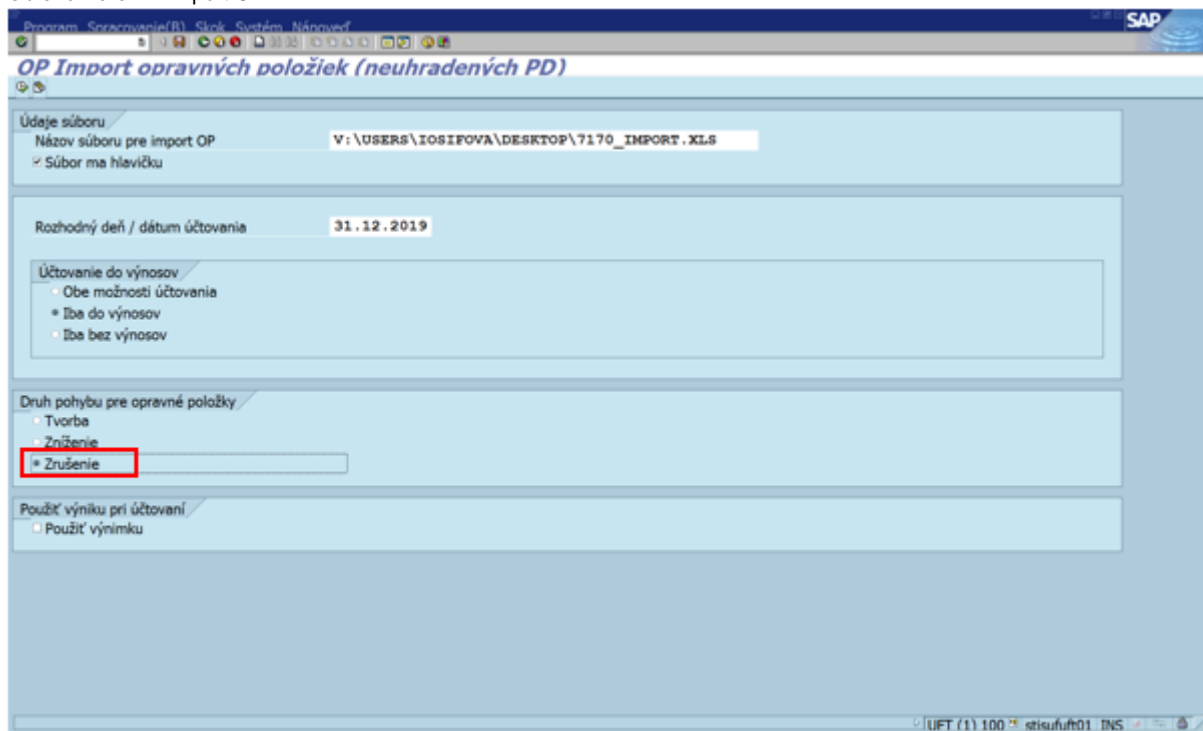 Program Spracovanie(B) Skok Systém Nápoveď
SAP
OP Import opravných položiek (neuhradených PD)
Údaje súboru
Názov súboru pre import OP V:\USERS\IOSIFOVA\DESKTOP\7170_IMPORT.XLS
Súbor ma hlavičku
Rozhodný deň / dátum účtovania 31.12.2019
Účtovanie do výnosov
Obe možnosti účtovania
Iba do výnosov
Iba bez výnosov
Druh pohybu pre opravné položky
Tvorba
Zníženie
Zrušenie
Použiť výniku pri účtovaní
Použiť výnimku
UFT (1) 100 stisufuft01 INS